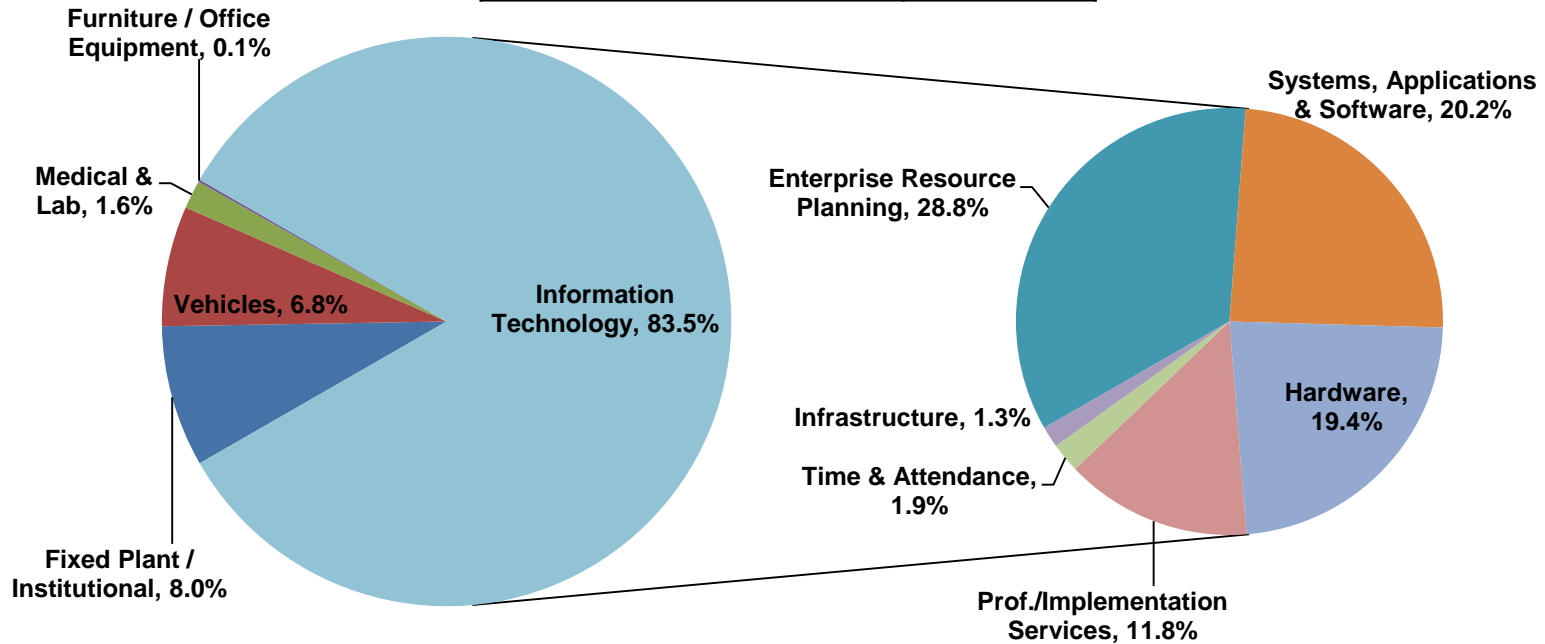 Furniture / Office
Equipment, 0.1%
Medical &
Lab, 1.6%
Vehicles, 6.8%
Fixed Plant /
Institutional, 8.0%
Information
Technology, 83.5%
Systems, Applications
& Software, 20.2%
Enterprise Resource
Planning, 28.8%
Hardware,
19.4%
Infrastructure, 1.3%
Time & Attendance,
1.9%
Prof./Implementation
Services, 11.8%